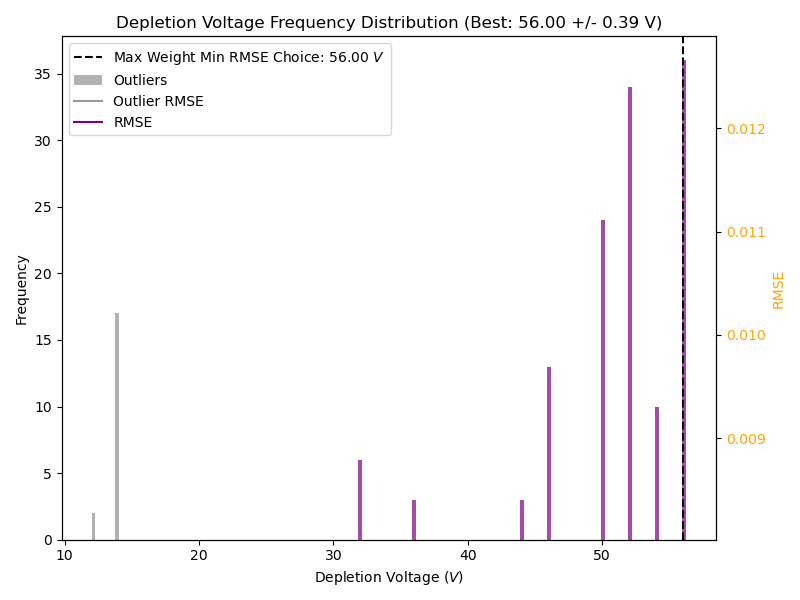 Depletion Voltage Frequency Distribution (Best: 56.00 +/- 0.39 V)
Max Weight Min RMSE Choice: 56.00 V
Outliers
Outlier RMSE
RMSE
Frequency
35
30
25
20
15
10
5
0
0.012
0.011
0.010
0.009
RMSE
10 20 30 40 50
Depletion Voltage (V)